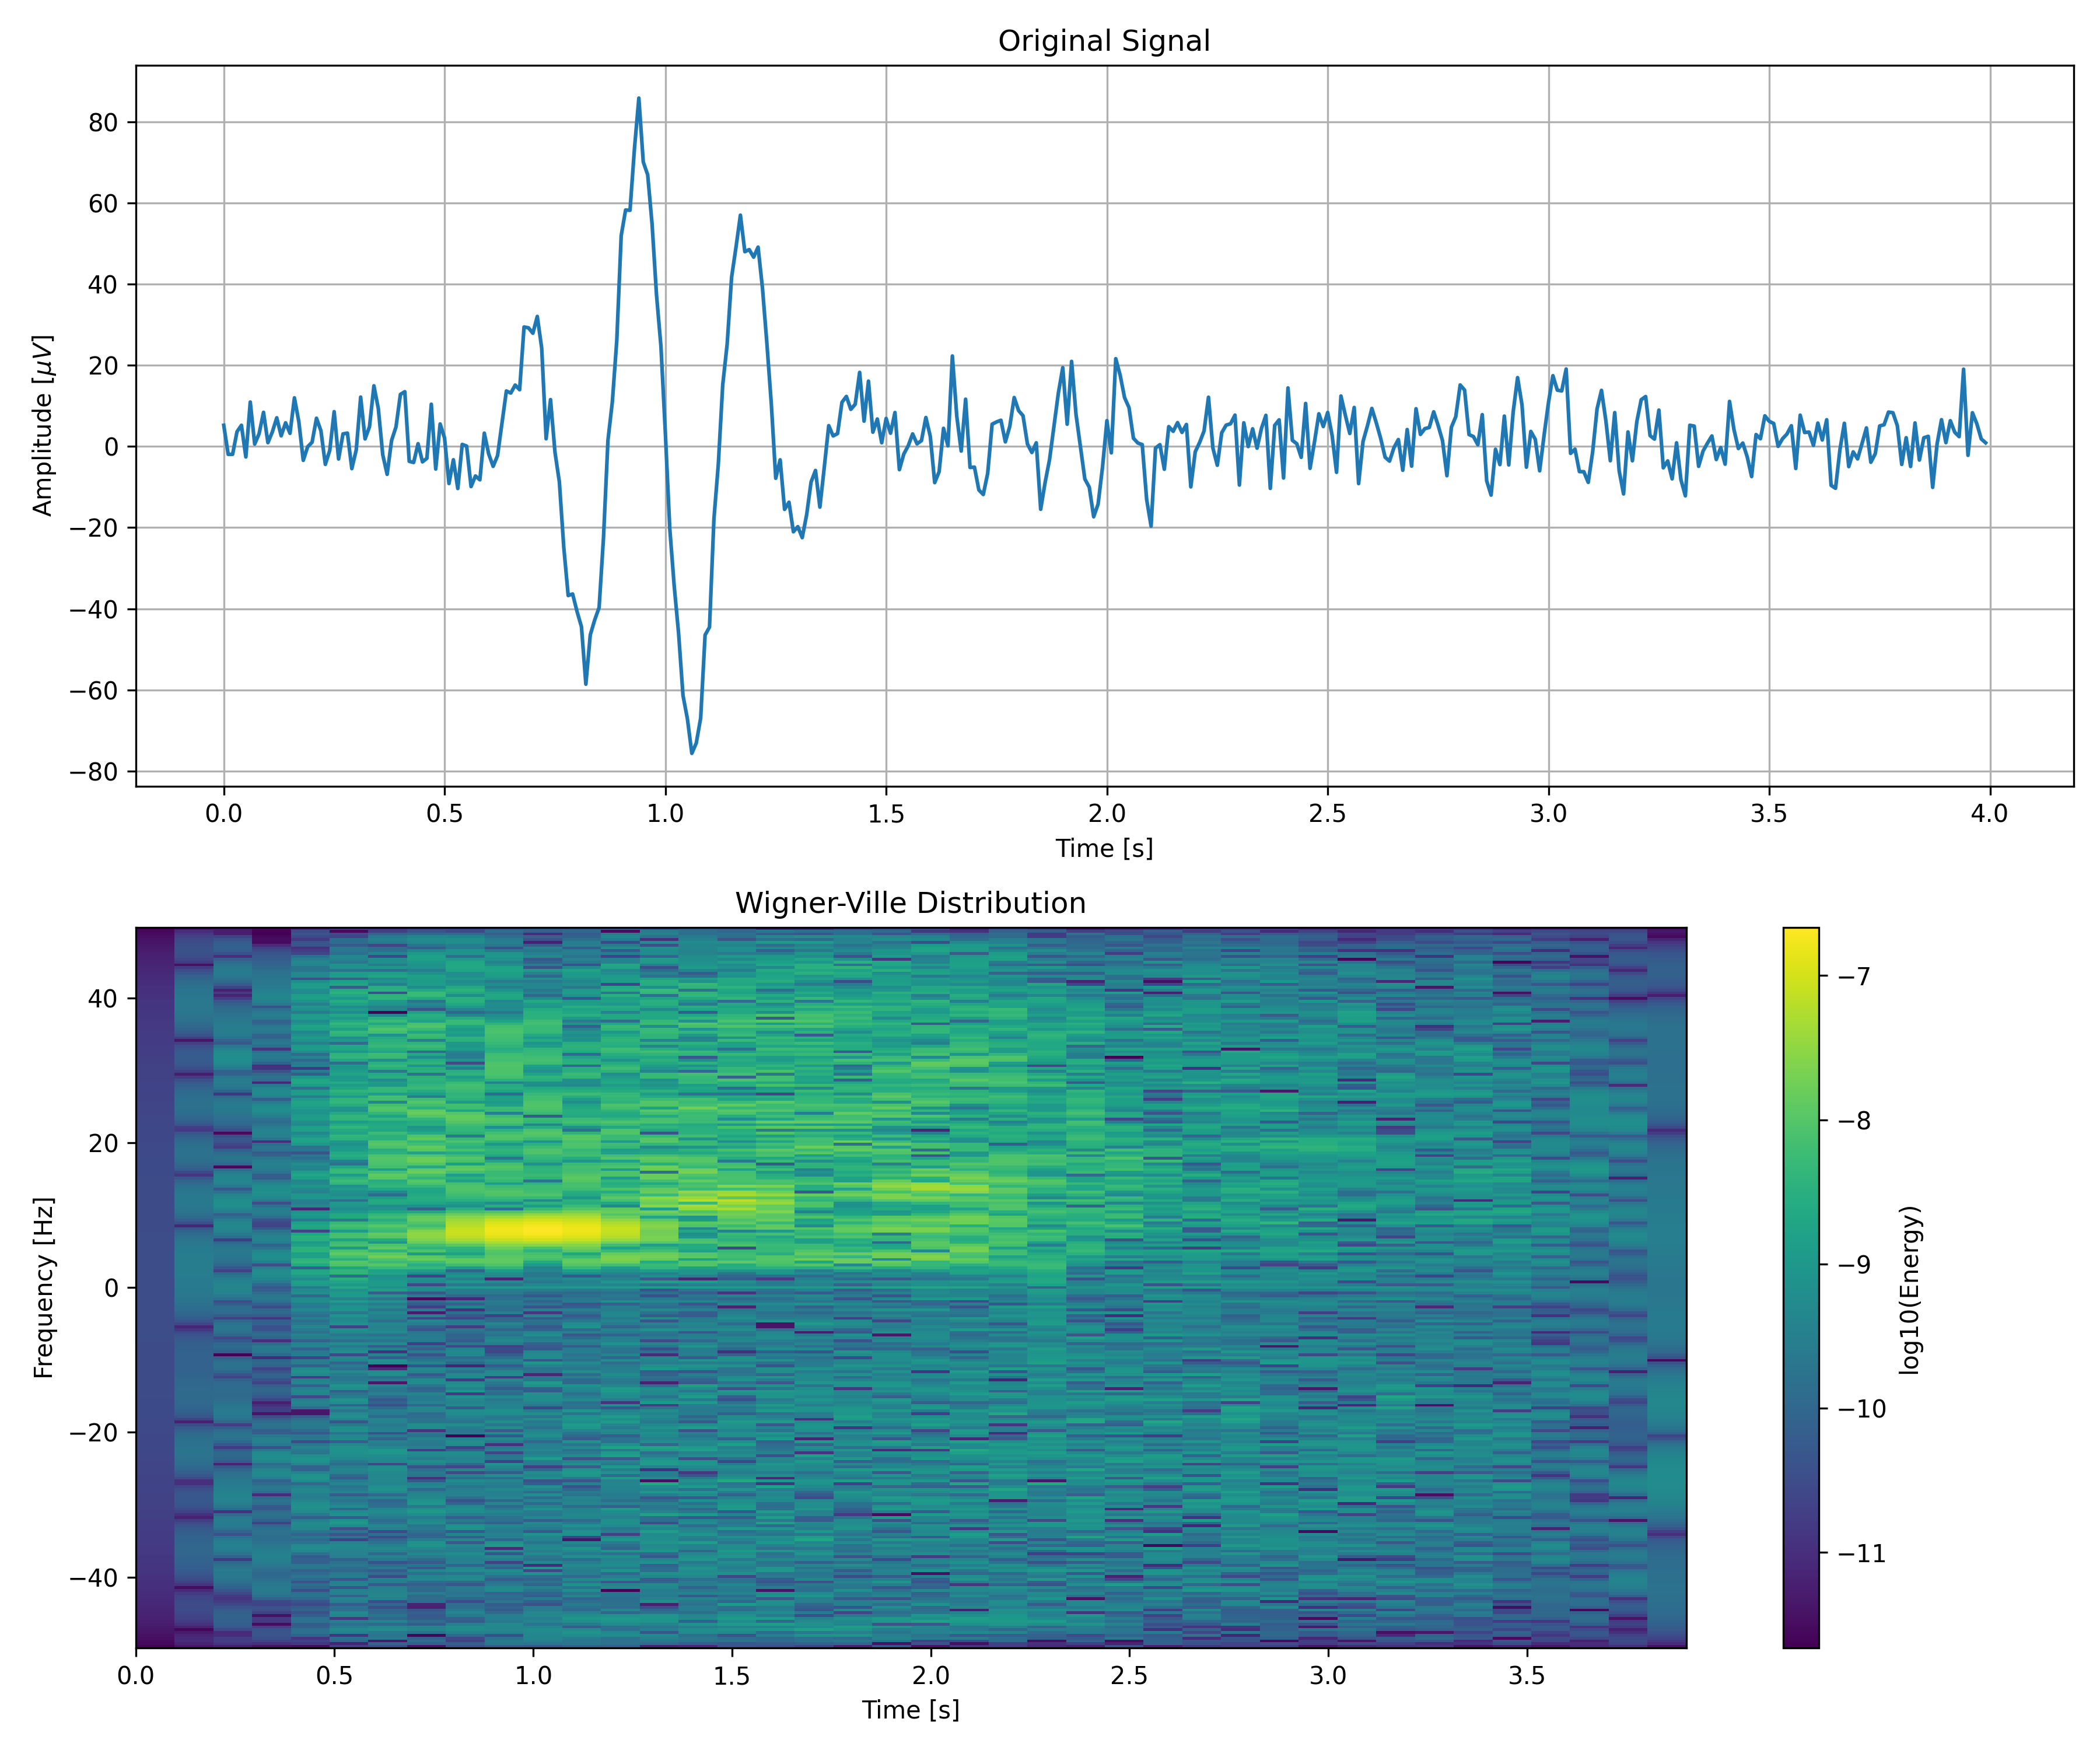 Original Signal
80
60
40
20
0
−20
−40
−60
−80
Amplitude [μV]
0.0 0.5 1.0 1.5 2.0 2.5 3.0 3.5 4.0
Time [s]
Wigner-Ville Distribution
40
20
0
−20
−40
Frequency [Hz]
0.0 0.5 1.0 1.5 2.0 2.5 3.0 3.5
Time [s]
−7
−8
−9
−10
−11
log10(Energy)